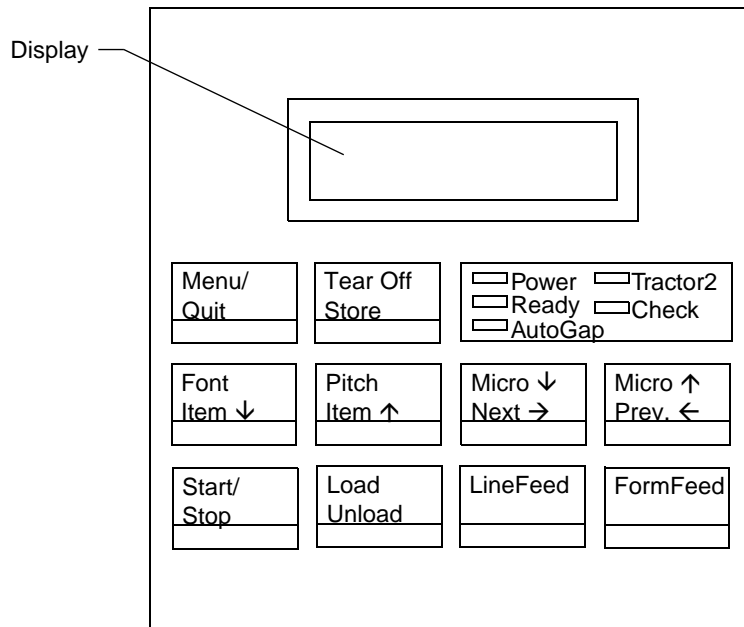 Display
Menu/
Quit
Tear Off
Store
Power
Tractor2
Ready
Check
AutoGap
Font
Item ↓
Pitch
Item ↑
Micro ↓
Next →
Micro ↑
Prev. ←
Start/
Stop
Load
Unload
LineFeed
FormFeed